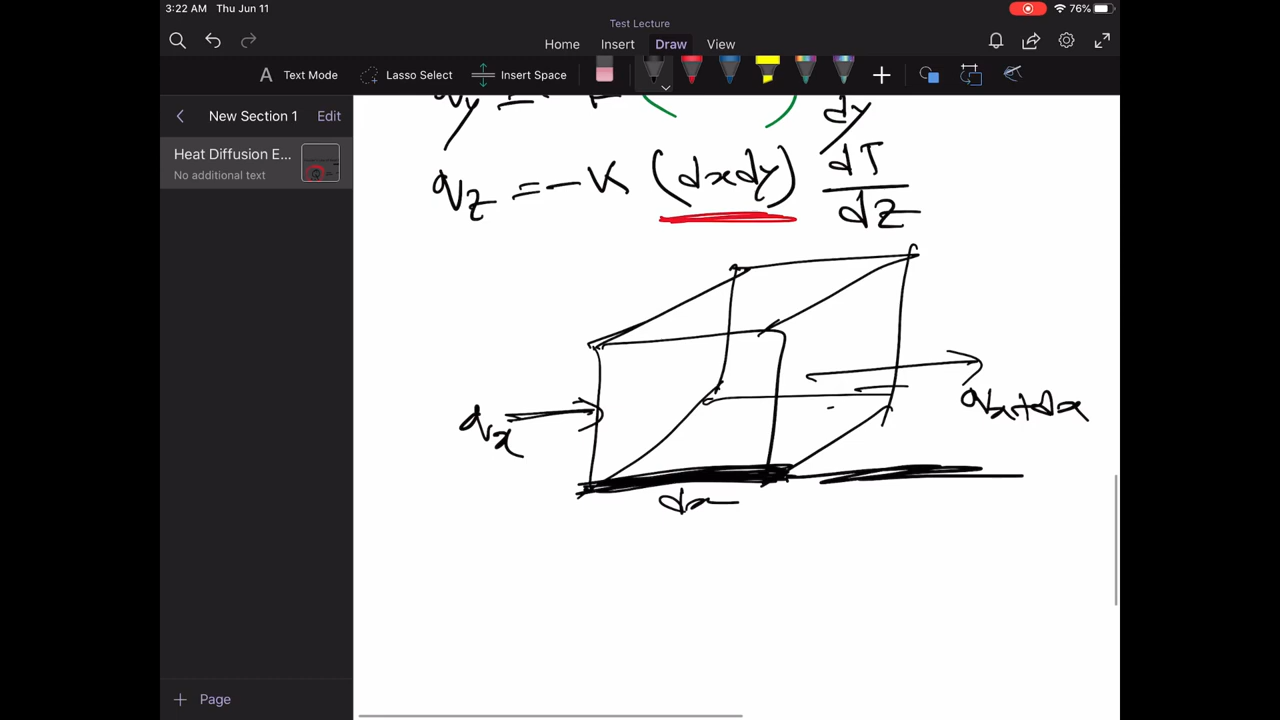 3:22 AM Thu Jun 11
76%
Test Lecture
Home Insert Draw View
A Text Mode Lasso Select Insert Space
New Section 1 Edit
Heat Diffusion E...
No additional text
dy
qz = -K (dxdy) dT/dz
qx
qx+dx
dx
+ Page